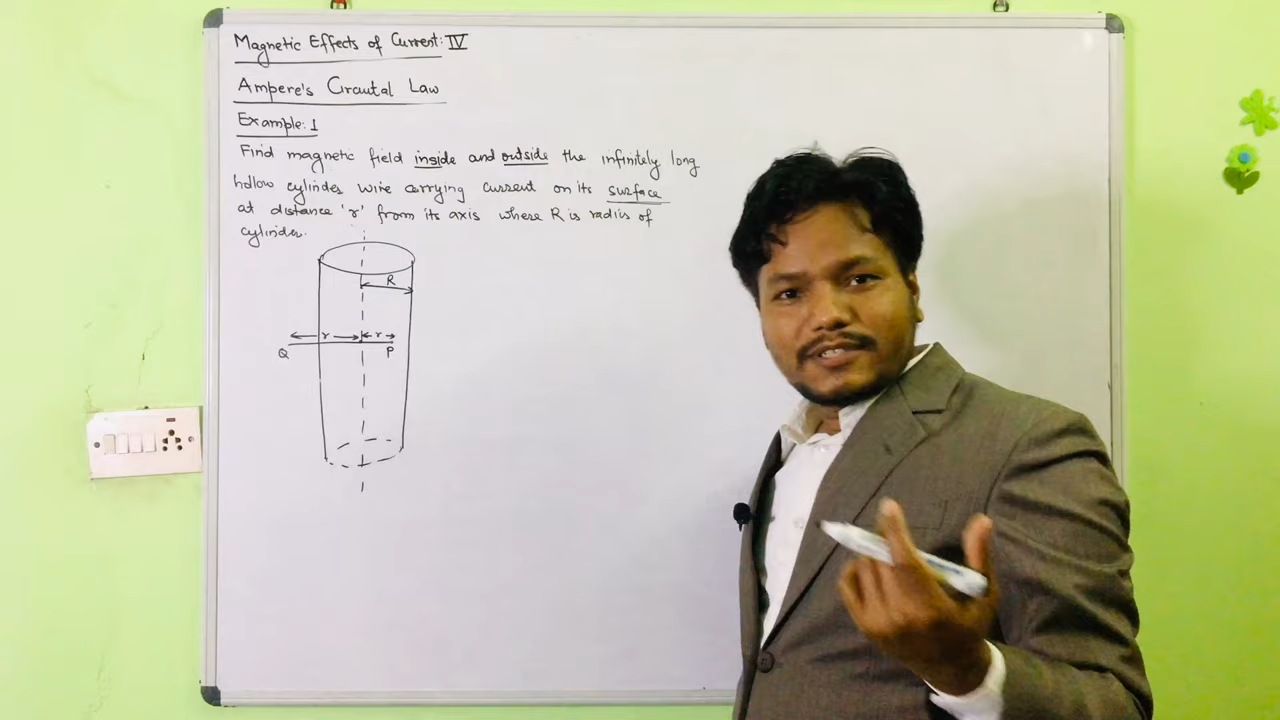 Magnetic Effects of Current: IV
Ampere's Circutal Law
Example: 1
Find magnetic field inside and outside the infinitely long
hollow cylinder wire carrying current on its surface
at distance 'r' from its axis where R is radius of
cylinder.
R
r r
Q P